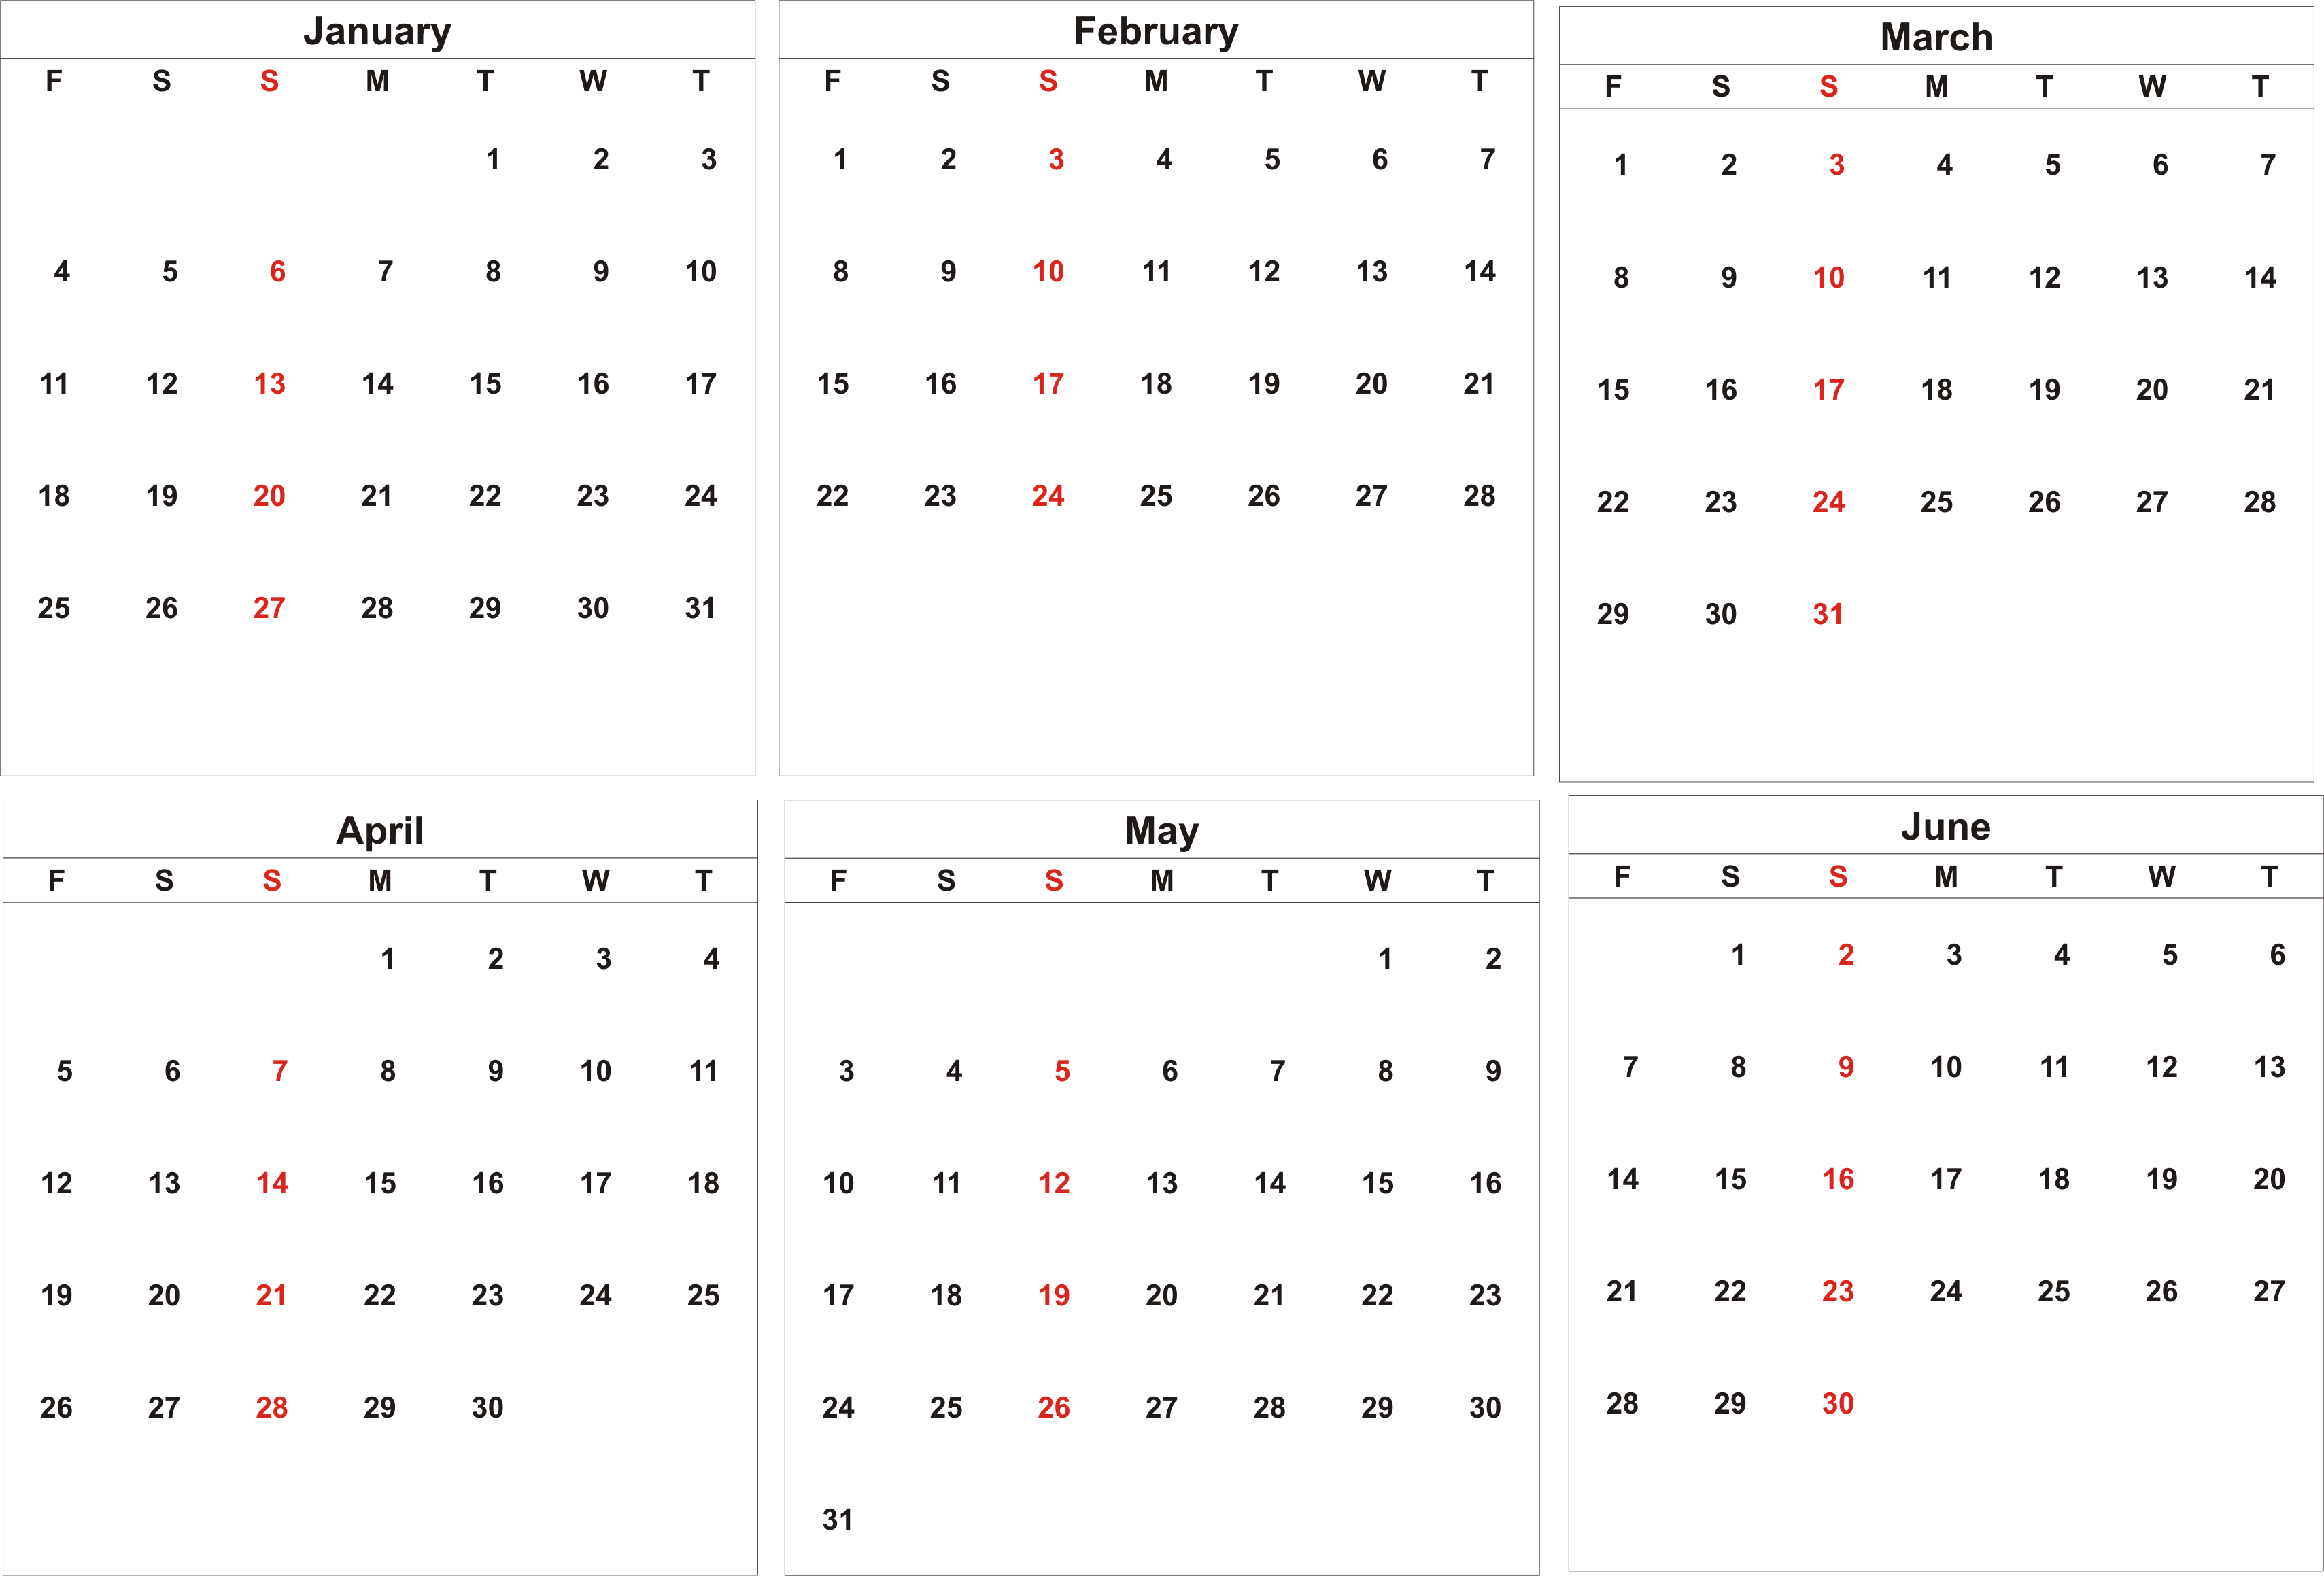 January
F S S M T W T
1 2 3
4 5 6 7 8 9 10
11 12 13 14 15 16 17
18 19 20 21 22 23 24
25 26 27 28 29 30 31
February
F S S M T W T
1 2 3 4 5 6 7
8 9 10 11 12 13 14
15 16 17 18 19 20 21
22 23 24 25 26 27 28
March
F S S M T W T
1 2 3 4 5 6 7
8 9 10 11 12 13 14
15 16 17 18 19 20 21
22 23 24 25 26 27 28
29 30 31
April
F S S M T W T
1 2 3 4
5 6 7 8 9 10 11
12 13 14 15 16 17 18
19 20 21 22 23 24 25
26 27 28 29 30
May
F S S M T W T
1 2
3 4 5 6 7 8 9
10 11 12 13 14 15 16
17 18 19 20 21 22 23
24 25 26 27 28 29 30
31
June
F S S M T W T
1 2 3 4 5 6
7 8 9 10 11 12 13
14 15 16 17 18 19 20
21 22 23 24 25 26 27
28 29 30